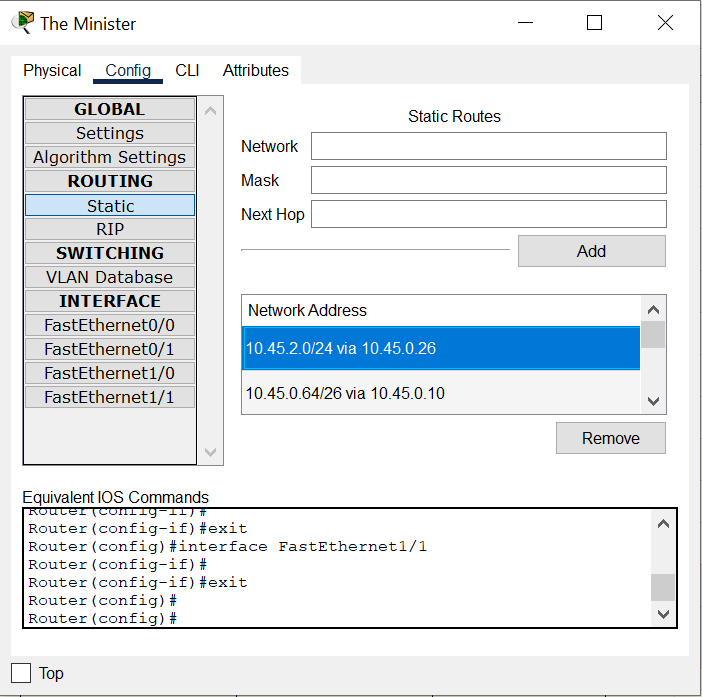 The Minister
Physical Config CLI Attributes
GLOBAL
Settings
Algorithm Settings
ROUTING
Static
RIP
SWITCHING
VLAN Database
INTERFACE
FastEthernet0/0
FastEthernet0/1
FastEthernet1/0
FastEthernet1/1
Static Routes
Network
Mask
Next Hop
Add
Network Address
10.45.2.0/24 via 10.45.0.26
10.45.0.64/26 via 10.45.0.10
Remove
Equivalent IOS Commands
Router(config-if)#
Router(config-if)#exit
Router(config)#interface FastEthernet1/1
Router(config-if)#
Router(config-if)#exit
Router(config)#
Router(config)#
Top